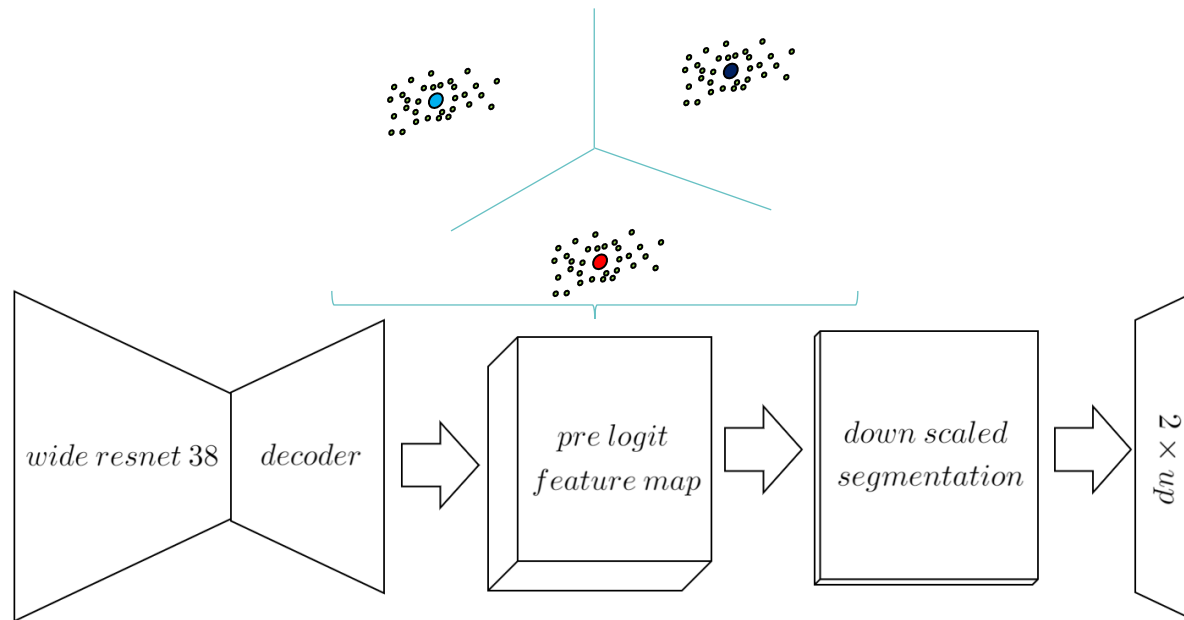 wide resnet 38
decoder
pre logit
feature map
down scaled
segmentation
2 × up